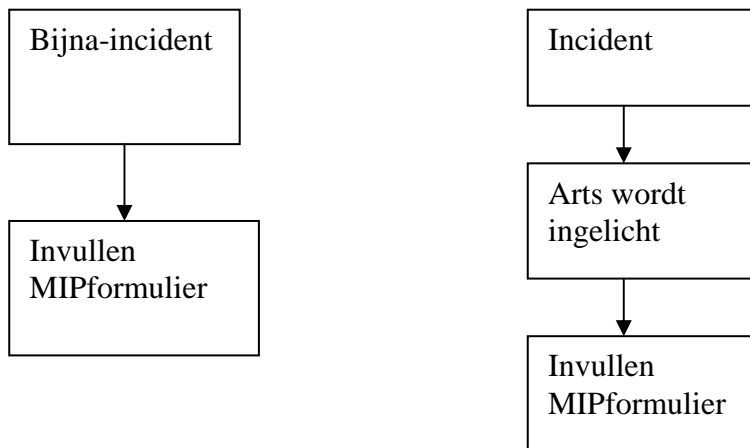 Bijna-incident
Invullen
MIPformulier
Incident
Arts wordt
ingelicht
Invullen
MIPformulier